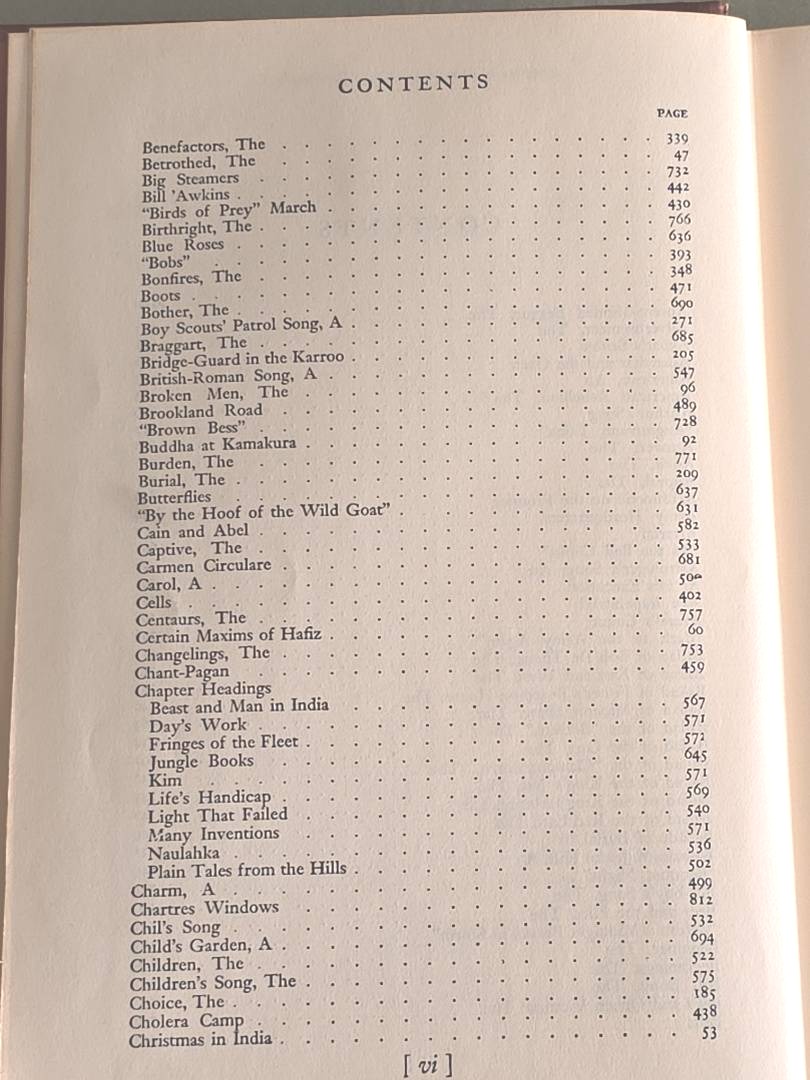 CONTENTS
PAGE
Benefactors, The . . . . . . . . . . . . . . . . 339
Betrothed, The . . . . . . . . . . . . . . . . 47
Big Steamers . . . . . . . . . . . . . . . . 732
Bill 'Awkins . . . . . . . . . . . . . . . . 442
“Birds of Prey” March . . . . . . . . . . . . . . . . 430
Birthright, The . . . . . . . . . . . . . . . . 766
Blue Roses . . . . . . . . . . . . . . . . 636
“Bobs” . . . . . . . . . . . . . . . . 393
Bonfires, The . . . . . . . . . . . . . . . . 348
Boots . . . . . . . . . . . . . . . . 471
Bother, The . . . . . . . . . . . . . . . . 690
Boy Scouts' Patrol Song, A . . . . . . . . . . . . . . 271
Braggart, The . . . . . . . . . . . . . . . . 685
Bridge-Guard in the Karroo . . . . . . . . . . . . . . 205
British-Roman Song, A . . . . . . . . . . . . . . . 547
Broken Men, The . . . . . . . . . . . . . . . . 96
Brookland Road . . . . . . . . . . . . . . . . 489
“Brown Bess” . . . . . . . . . . . . . . . . 728
Buddha at Kamakura . . . . . . . . . . . . . . . 92
Burden, The . . . . . . . . . . . . . . . . 771
Burial, The . . . . . . . . . . . . . . . . 209
Butterflies . . . . . . . . . . . . . . . . 637
“By the Hoof of the Wild Goat” . . . . . . . . . . . . 631
Cain and Abel . . . . . . . . . . . . . . . . 582
Captive, The . . . . . . . . . . . . . . . . 533
Carmen Circulare . . . . . . . . . . . . . . . . 681
Carol, A . . . . . . . . . . . . . . . . 500
Cells . . . . . . . . . . . . . . . . 402
Centaurs, The . . . . . . . . . . . . . . . . 757
Certain Maxims of Hafiz . . . . . . . . . . . . . . . 60
Changelings, The . . . . . . . . . . . . . . . . 753
Chant-Pagan . . . . . . . . . . . . . . . . 459
Chapter Headings
Beast and Man in India . . . . . . . . . . . . . . 567
Day's Work . . . . . . . . . . . . . . . . 571
Fringes of the Fleet . . . . . . . . . . . . . . . 572
Jungle Books . . . . . . . . . . . . . . . . 645
Kim . . . . . . . . . . . . . . . . 571
Life's Handicap . . . . . . . . . . . . . . . . 569
Light That Failed . . . . . . . . . . . . . . . 540
Many Inventions . . . . . . . . . . . . . . . 571
Naulahka . . . . . . . . . . . . . . . . 536
Plain Tales from the Hills . . . . . . . . . . . . . . 502
Charm, A . . . . . . . . . . . . . . . . 499
Chartres Windows . . . . . . . . . . . . . . . . 812
Chil's Song . . . . . . . . . . . . . . . . 532
Child's Garden, A . . . . . . . . . . . . . . . . 694
Children, The . . . . . . . . . . . . . . . . 522
Children's Song, The . . . . . . . . . . . . . . . 575
Choice, The . . . . . . . . . . . . . . . . 185
Cholera Camp . . . . . . . . . . . . . . . . 438
Christmas in India . . . . . . . . . . . . . . . . 53
[ vi ]